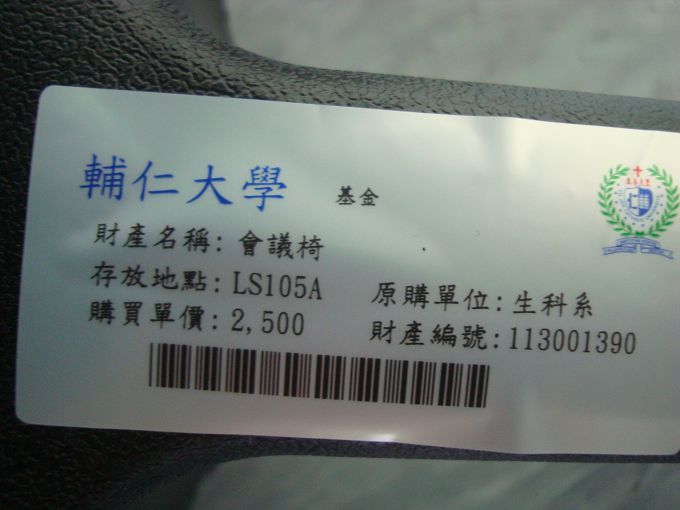 輔仁大學 基金
財產名稱: 會議椅
存放地點: LS105A 原購單位: 生科系
購買單價: 2,500 財產編號: 113001390